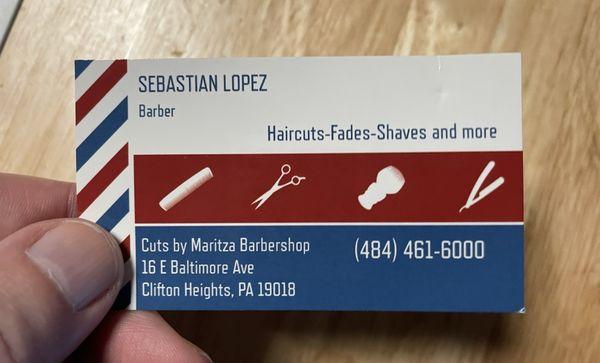 SEBASTIAN LOPEZ
Barber
Haircuts-Fades-Shaves and more
Cuts by Maritza Barbershop
(484) 461-6000
16 E Baltimore Ave
Clifton Heights, PA 19018